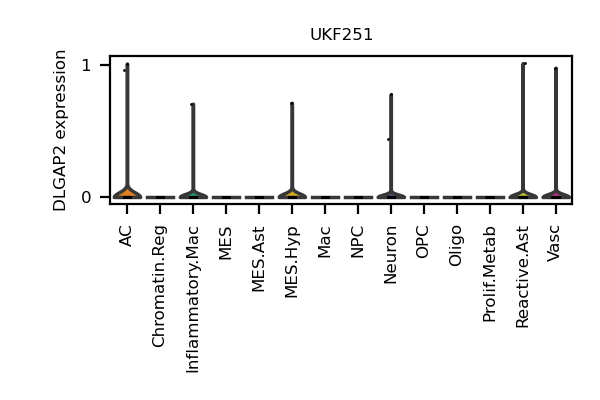 UKF251
DLGAP2 expression
1
0
AC
Chromatin.Reg
Inflammatory.Mac
MES
MES.Ast
MES.Hyp
Mac
NPC
Neuron
OPC
Oligo
Prolif.Metab
Reactive.Ast
Vasc